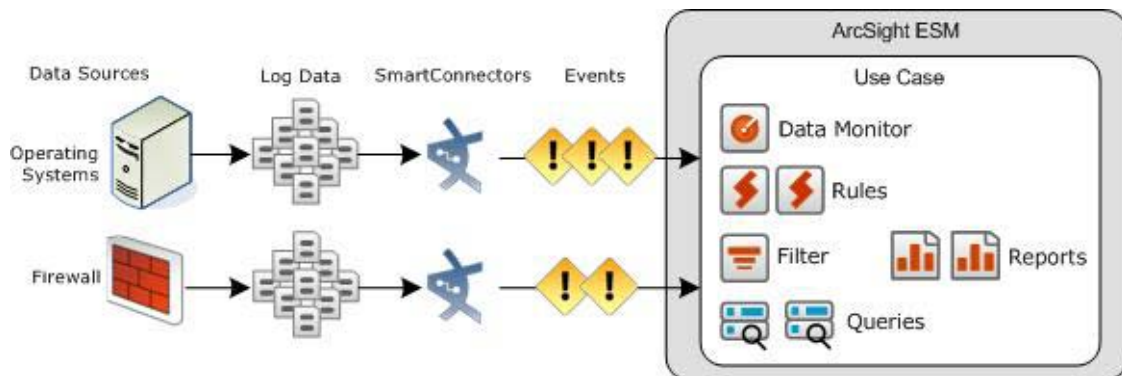 ArcSight ESM
Data Sources
Log Data
SmartConnectors
Events
Use Case
Operating
Systems
Data Monitor
Rules
Firewall
Filter
Reports
Queries